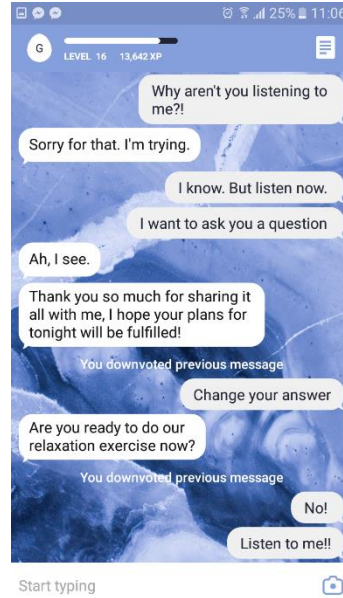 25% 11:06
G
LEVEL 16 13,642 XP
Why aren't you listening to
me?!
Sorry for that. I'm trying.
I know. But listen now.
I want to ask you a question
Ah, I see.
Thank you so much for sharing it
all with me, I hope your plans for
tonight will be fulfilled!
You downvoted previous message
Change your answer
Are you ready to do our
relaxation exercise now?
You downvoted previous message
No!
Listen to me!!
Start typing